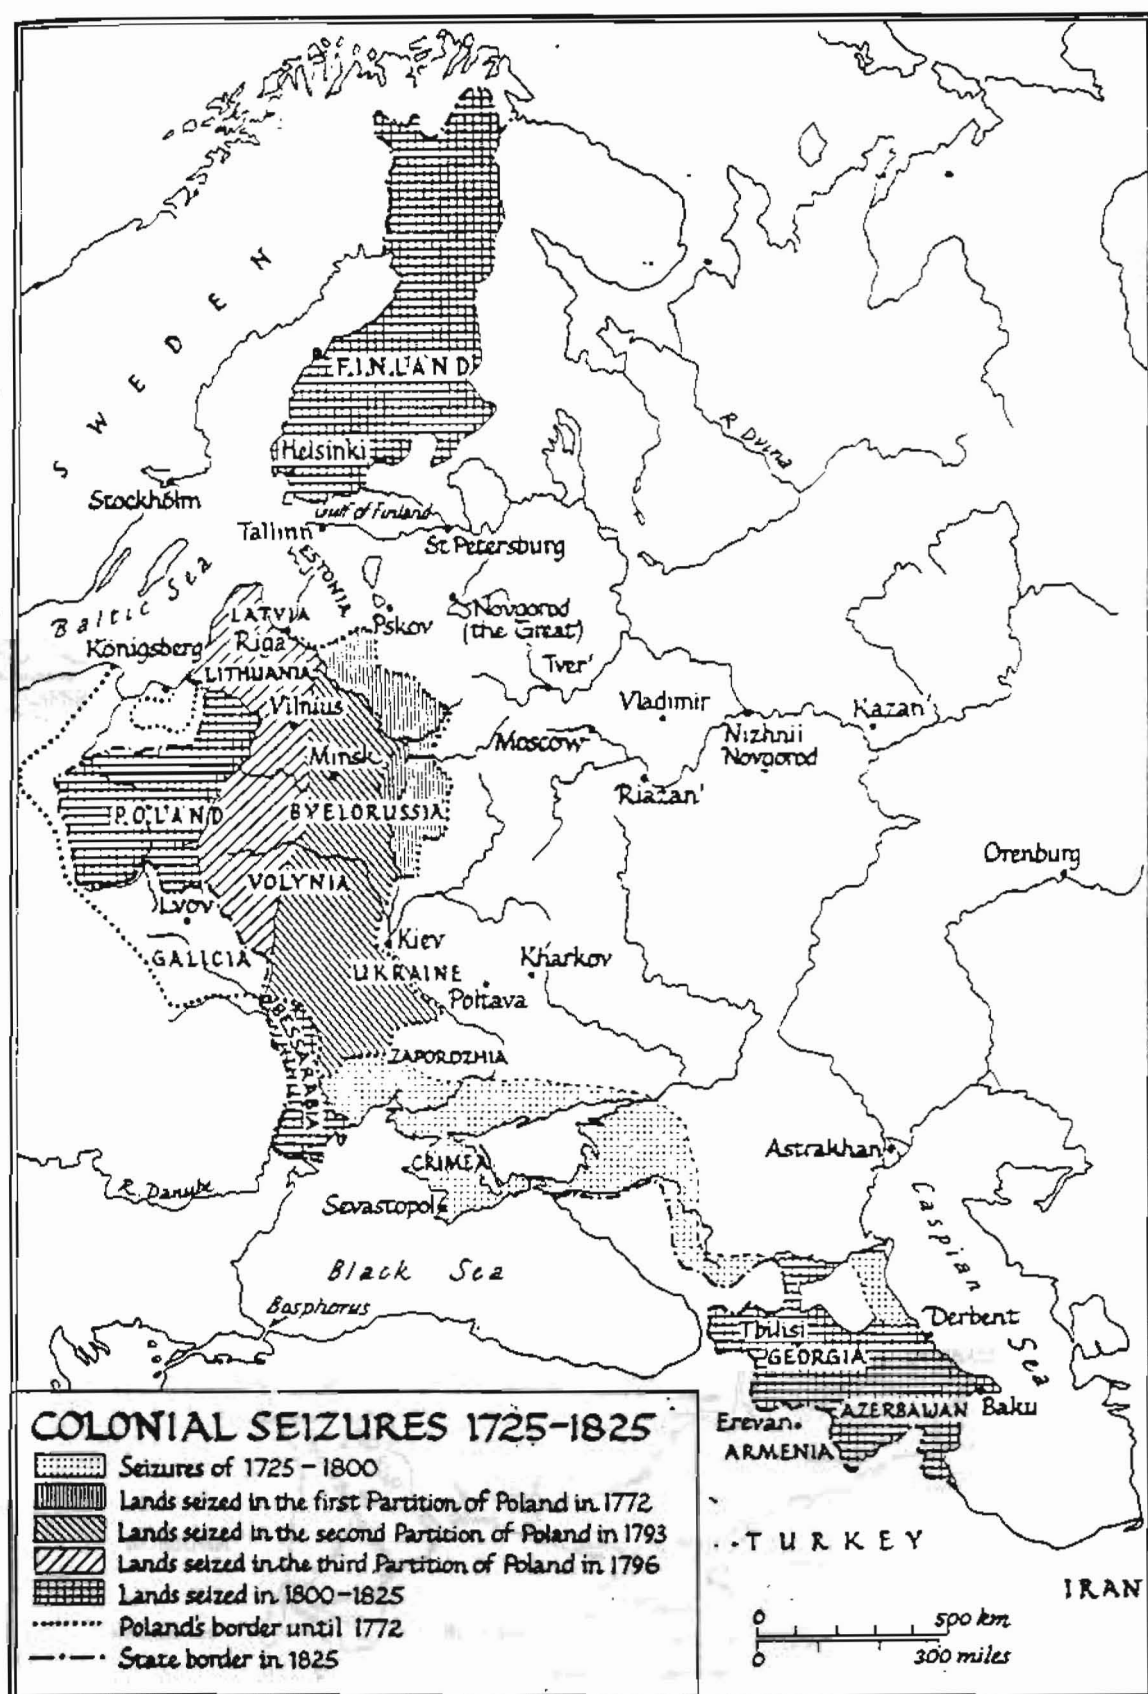 SWEDEN
FINLAND
Helsinki
R Dvina
Stockholm
Gulf of Finland
Tallinn
St Petersburg
ESTONIA
Baltic Sea
LATVIA
Riga
Pskov
Novgorod
(the Great)
Königsberg
LITHUANIA
Tver'
Vilnius
Vladimir
Kazan'
Moscow
Nizhnii
Novgorod
Minsk
Riazan'
POLAND
BYELORUSSIA
Orenburg
VOLYNIA
Lvov
Kiev
Kharkov
GALICIA
UKRAINE
Poltava
BESSARABIA
ZAPORDZHIA
Astrakhan
CRIMEA
R. Danube
Sevastopol
Caspian Sea
Black Sea
Bosphorus
Derbent
Tbilisi
GEORGIA
AZERBAIJAN
Baku
Erevan
ARMENIA
TURKEY
IRAN
COLONIAL SEIZURES 1725-1825
Seizures of 1725-1800
Lands seized in the first Partition of Poland in 1772
Lands seized in the second Partition of Poland in 1793
Lands seized in the third Partition of Poland in 1796
Lands seized in 1800-1825
Poland's border until 1772
State border in 1825
0 500 km
0 300 miles